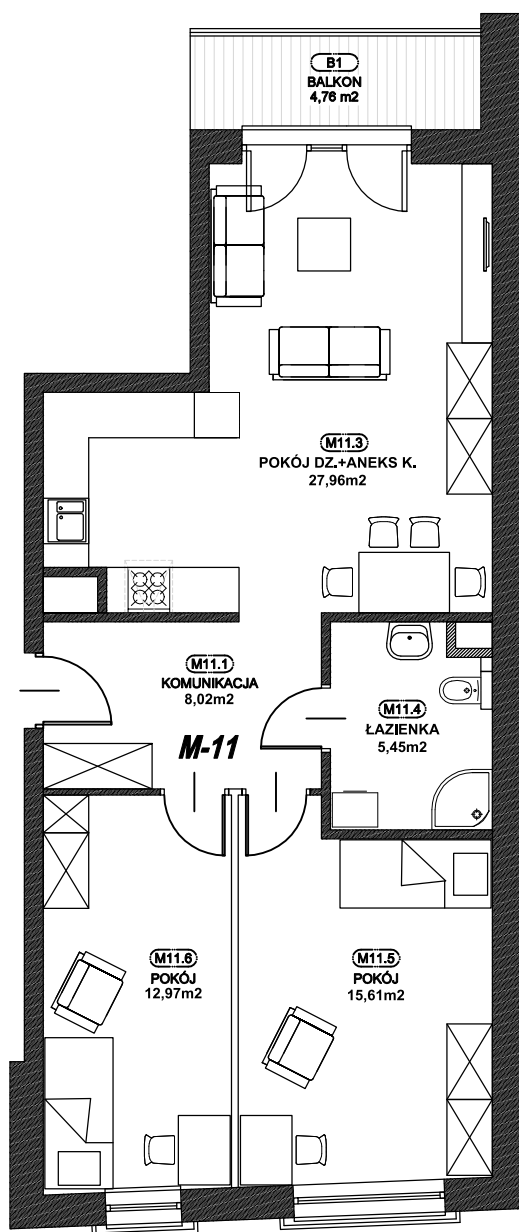 B1
BALKON
4,76 m2
M11.3
POKÓJ DZ.+ANEKS K.
27,96m2
M11.1
KOMUNIKACJA
8,02m2
M11.4
ŁAZIENKA
5,45m2
M-11
M11.6
POKÓJ
12,97m2
M11.5
POKÓJ
15,61m2